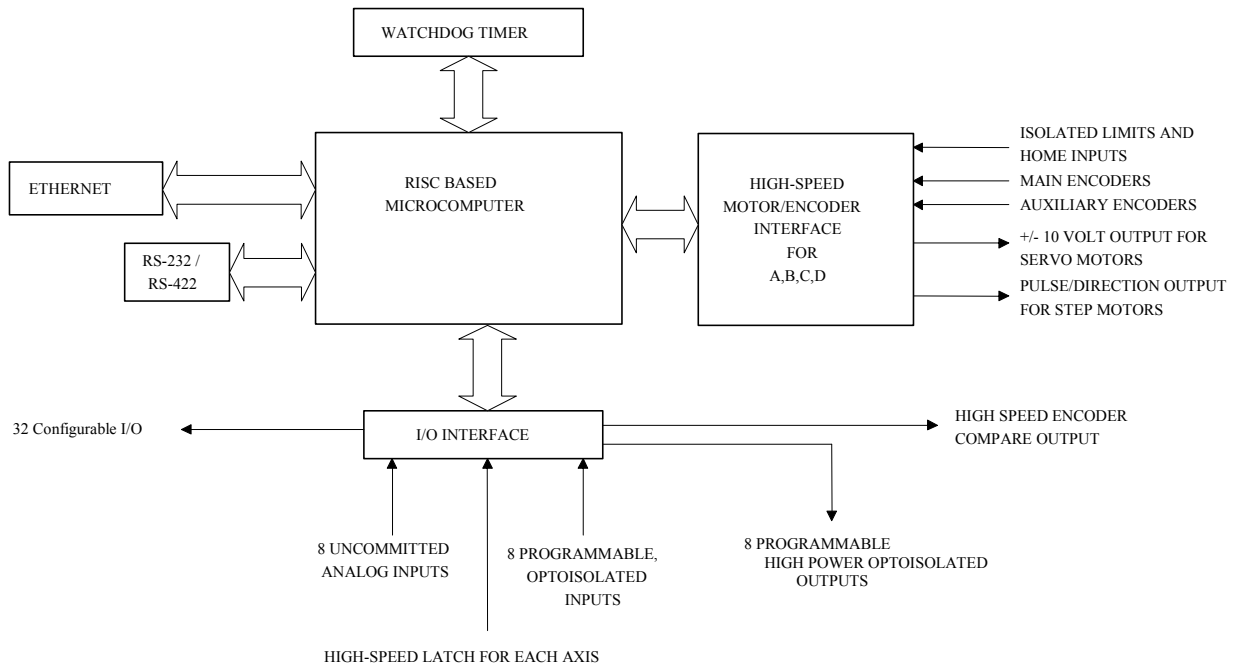 WATCHDOG TIMER
ETHERNET
RISC BASED
MICROCOMPUTER
HIGH-SPEED
MOTOR/ENCODER
INTERFACE
FOR
A,B,C,D
ISOLATED LIMITS AND
HOME INPUTS
MAIN ENCODERS
AUXILIARY ENCODERS
+/- 10 VOLT OUTPUT FOR
SERVO MOTORS
PULSE/DIRECTION OUTPUT
FOR STEP MOTORS
RS-232 /
RS-422
32 Configurable I/O
I/O INTERFACE
HIGH SPEED ENCODER
COMPARE OUTPUT
8 UNCOMMITTED
ANALOG INPUTS
8 PROGRAMMABLE,
OPTOISOLATED
INPUTS
8 PROGRAMMABLE
HIGH POWER OPTOISOLATED
OUTPUTS
HIGH-SPEED LATCH FOR EACH AXIS